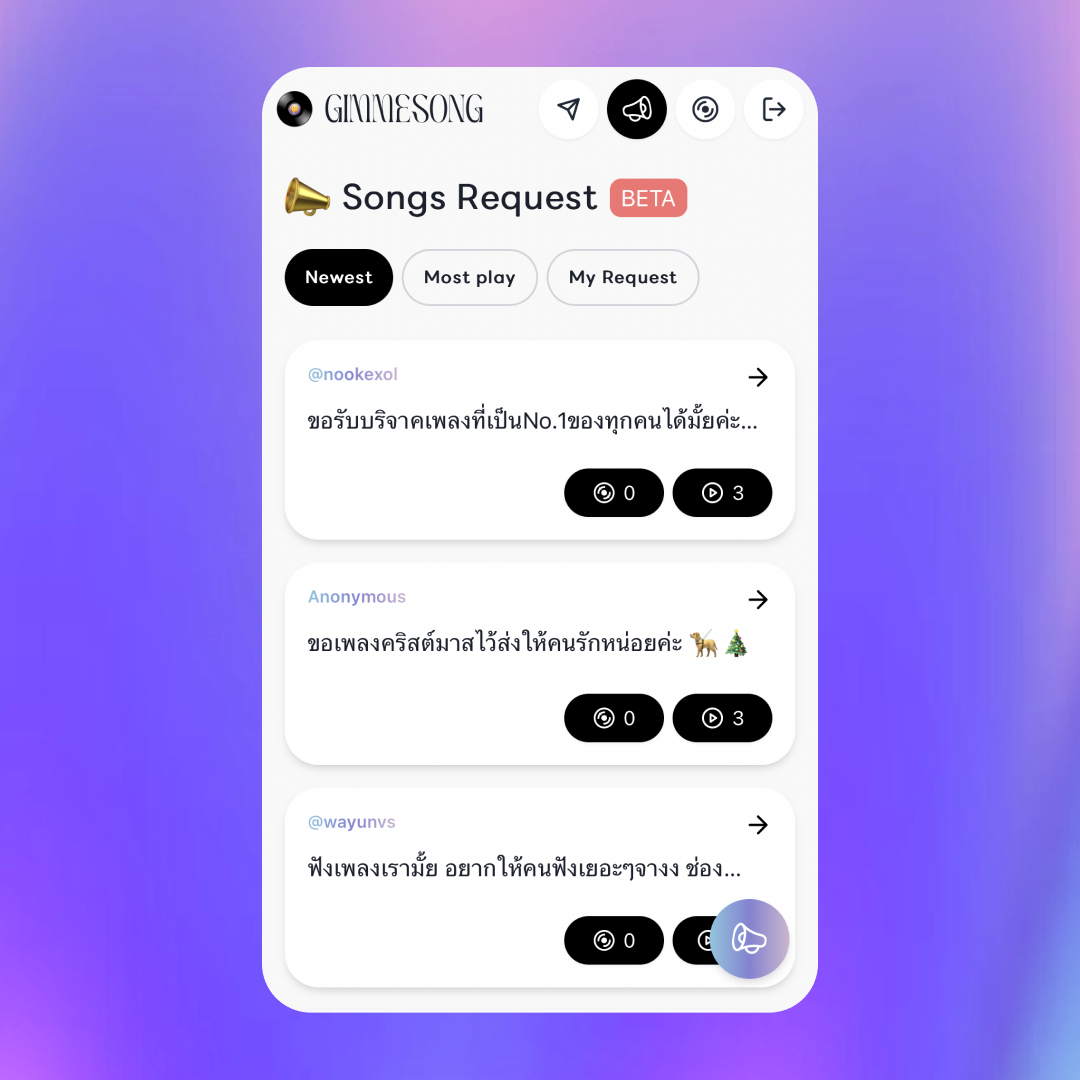 GIMMESONG
Songs Request BETA
Newest Most play My Request
@nookexol
ขอรับบริจาคเพลงที่เป็นNo.1ของทุกคนได้มั้ยค่ะ...
0 3
Anonymous
ขอเพลงคริสต์มาสไว้ส่งให้คนรักหน่อยค่ะ 🦮🎄
0 3
@wayunvs
ฟังเพลงเรามั้ย อยากให้คนฟังเยอะๆจางง ช่อง...
0